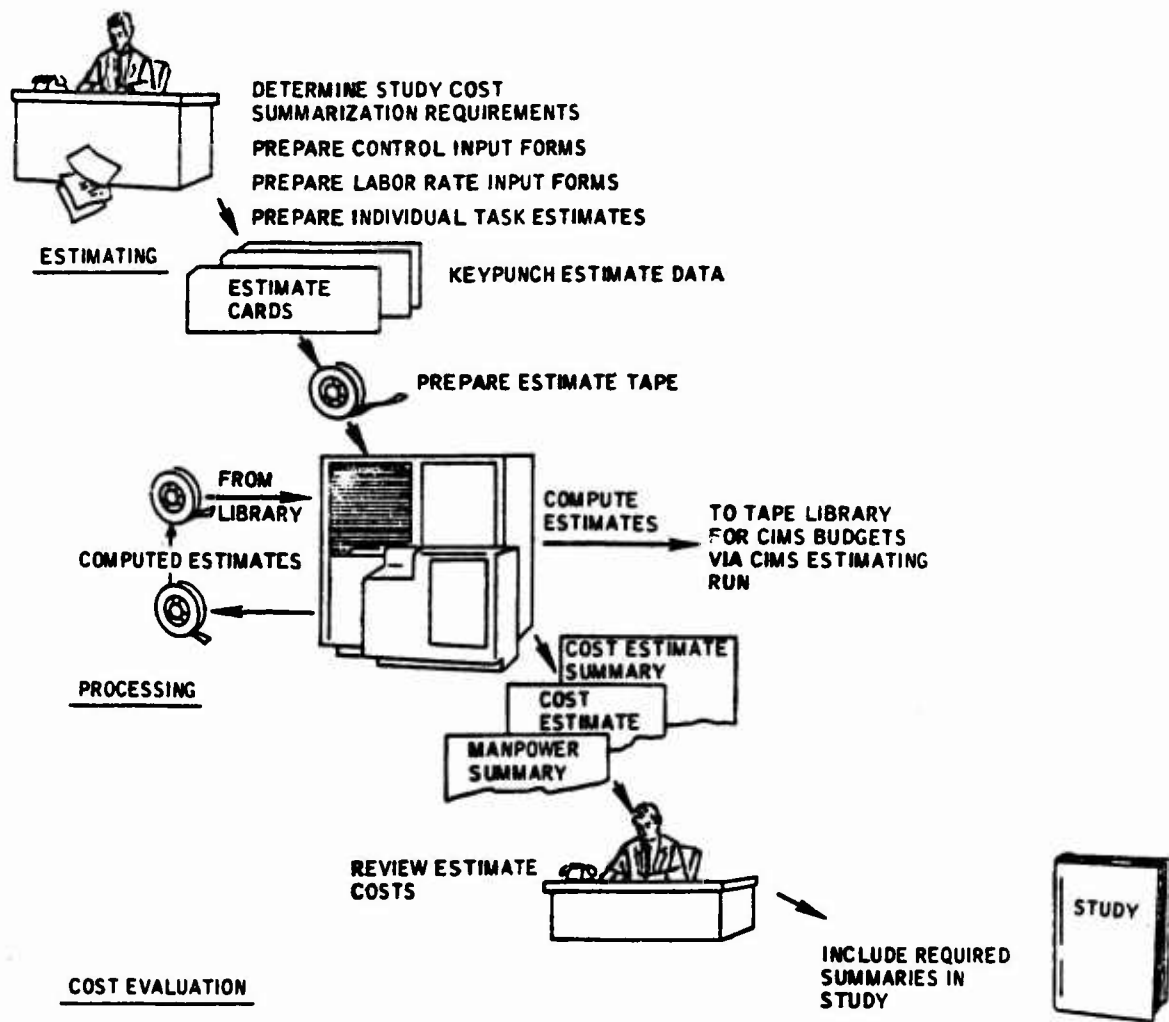 DETERMINE STUDY COST
SUMMARIZATION REQUIREMENTS
PREPARE CONTROL INPUT FORMS
PREPARE LABOR RATE INPUT FORMS
PREPARE INDIVIDUAL TASK ESTIMATES
ESTIMATING
ESTIMATE
CARDS
KEYPUNCH ESTIMATE DATA
PREPARE ESTIMATE TAPE
FROM
LIBRARY
COMPUTED ESTIMATES
COMPUTE
ESTIMATES
TO TAPE LIBRARY
FOR CIMS BUDGETS
VIA CIMS ESTIMATING
RUN
PROCESSING
COST ESTIMATE
SUMMARY
COST
ESTIMATE
MANPOWER
SUMMARY
REVIEW ESTIMATE
COSTS
STUDY
INCLUDE REQUIRED
SUMMARIES IN
STUDY
COST EVALUATION